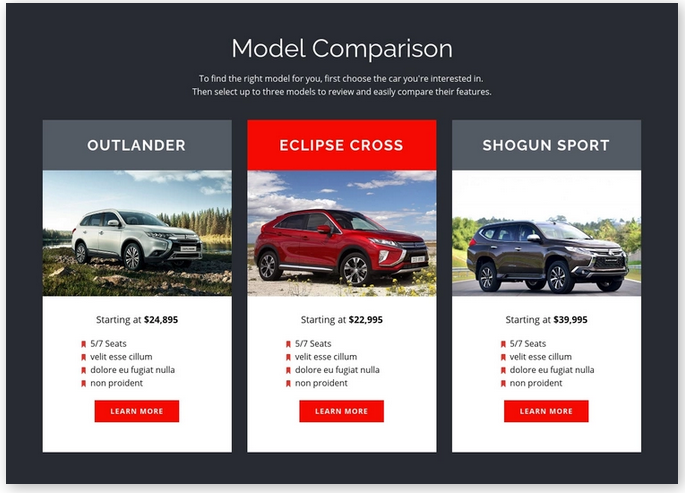 Model Comparison
To find the right model for you, first choose the car you're interested in.
Then select up to three models to review and easily compare their features.
OUTLANDER
Starting at $24,895
5/7 Seats
velit esse cillum
dolore eu fugiat nulla
non proident
LEARN MORE
ECLIPSE CROSS
Starting at $22,995
5/7 Seats
velit esse cillum
dolore eu fugiat nulla
non proident
LEARN MORE
SHOGUN SPORT
Starting at $39,995
5/7 Seats
velit esse cillum
dolore eu fugiat nulla
non proident
LEARN MORE